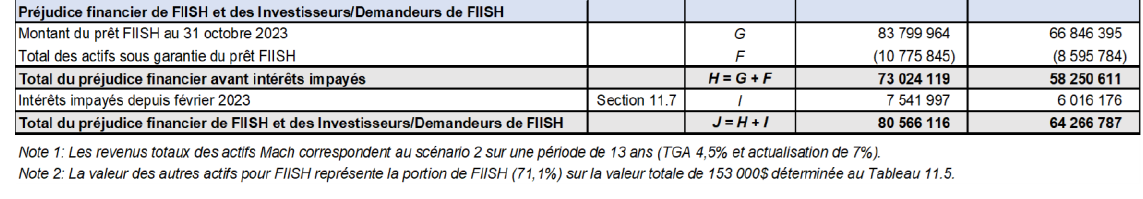 Préjudice financier de FIISH et des Investisseurs/Demandeurs de FIISH
Montant du prêt FIISH au 31 octobre 2023 G 83 799 964 66 846 395
Total des actifs sous garantie du prêt FIISH F (10 775 845) (8 595 784)
Total du préjudice financier avant intérêts impayés H = G + F 73 024 119 58 250 611
Intérêts impayés depuis février 2023 Section 11.7 I 7 541 997 6 016 176
Total du préjudice financier de FIISH et des Investisseurs/Demandeurs de FIISH J = H + I 80 566 116 64 266 787
Note 1: Les revenus totaux des actifs Mach correspondent au scénario 2 sur une période de 13 ans (TGA 4,5% et actualisation de 7%).
Note 2: La valeur des autres actifs pour FIISH représente la portion de FIISH (71,1%) sur la valeur totale de 153 000$ déterminée au Tableau 11.5.